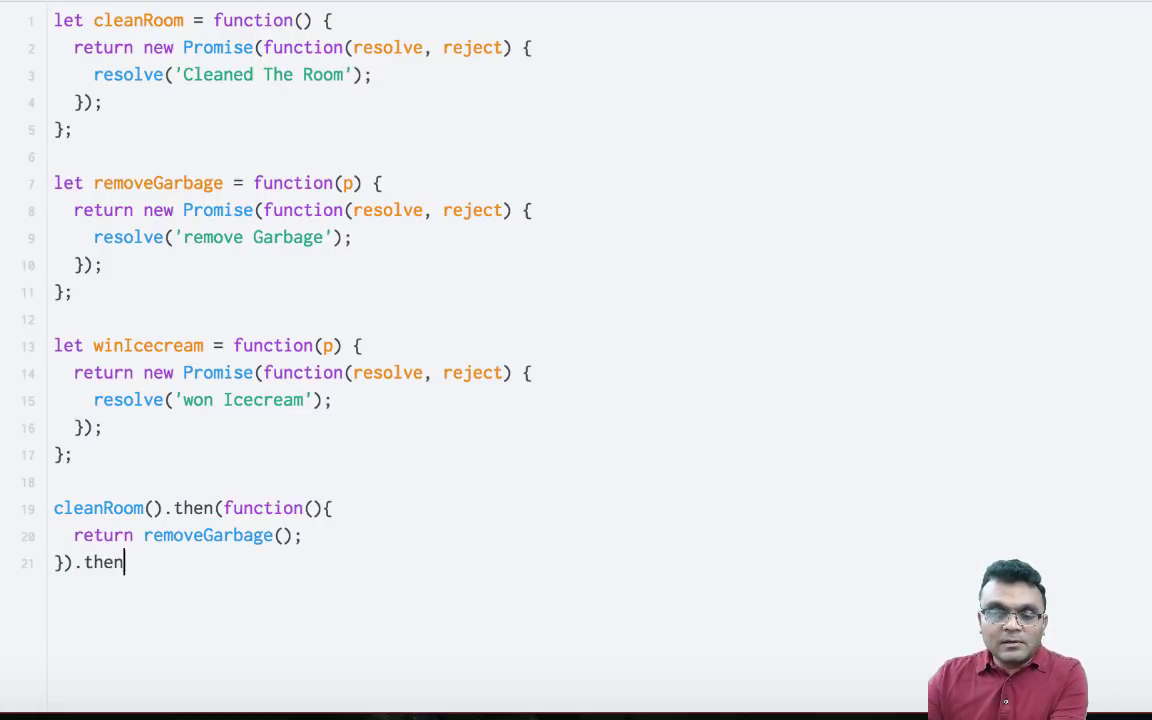 1 let cleanRoom = function() {
2 return new Promise(function(resolve, reject) {
3 resolve('Cleaned The Room');
4 });
5 };
6
7 let removeGarbage = function(p) {
8 return new Promise(function(resolve, reject) {
9 resolve('remove Garbage');
10 });
11 };
12
13 let winIcecream = function(p) {
14 return new Promise(function(resolve, reject) {
15 resolve('won Icecream');
16 });
17 };
18
19 cleanRoom().then(function(){
20 return removeGarbage();
21 }).then